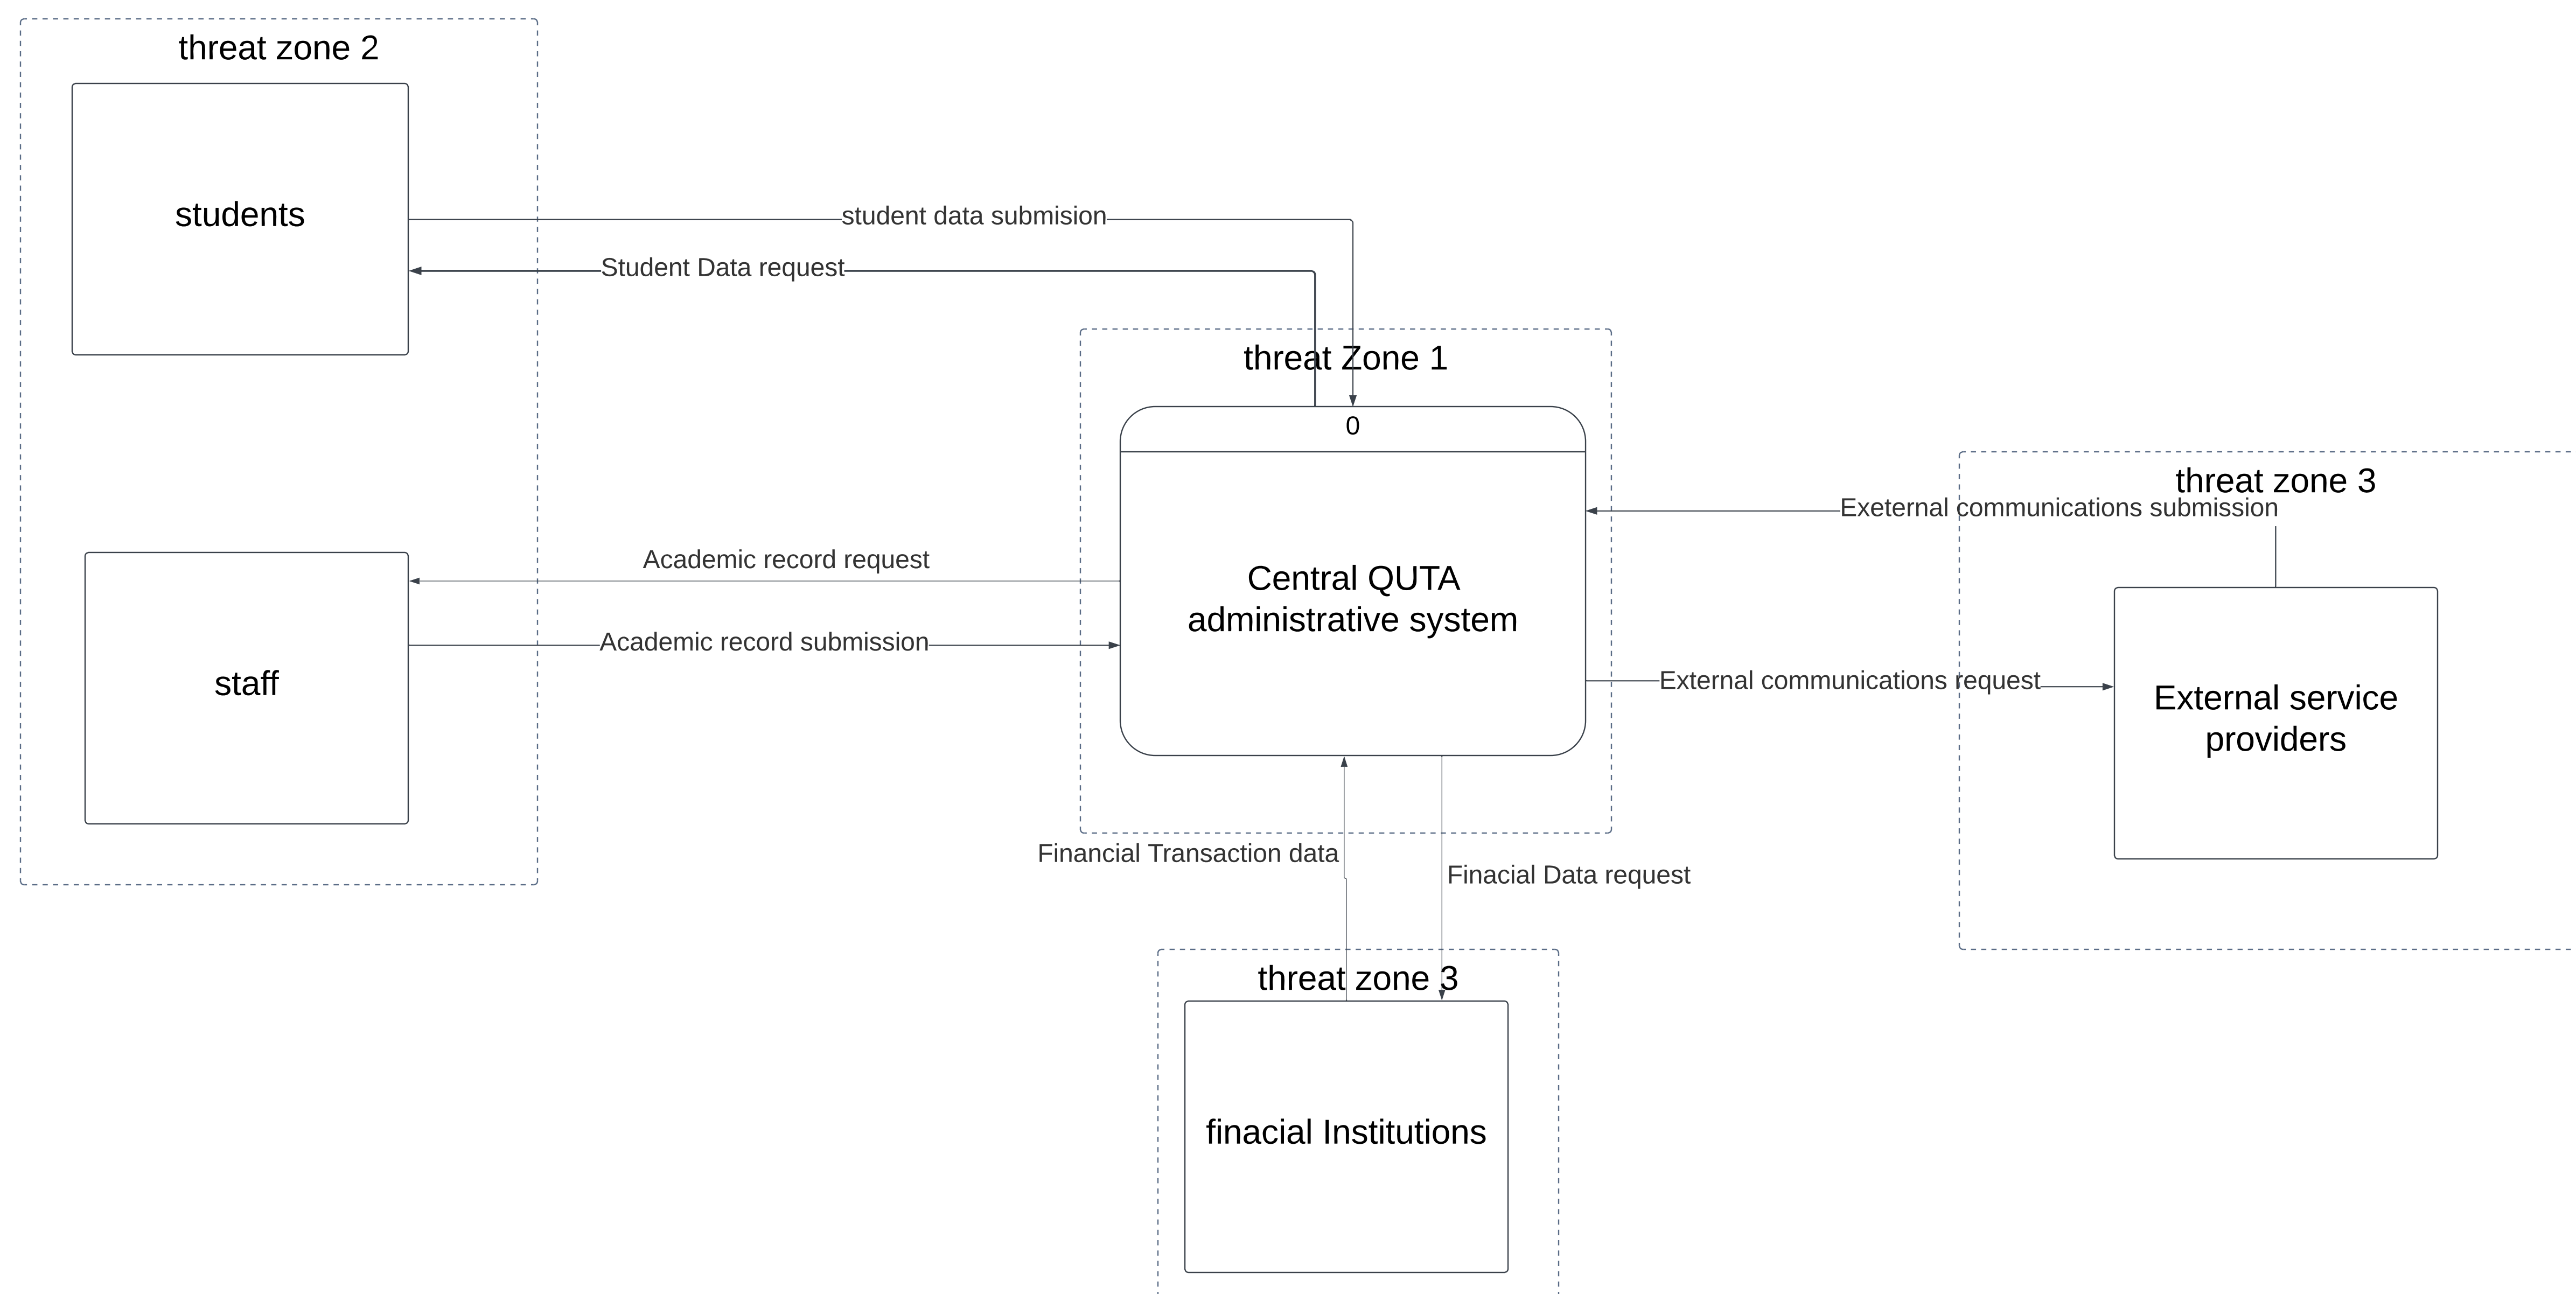 threat zone 2
students
student data submision
Student Data request
threat Zone 1
0
Central QUTA
administrative system
threat zone 3
Exeternal communications submission
Academic record request
staff
Academic record submission
External communications request
External service
providers
Financial Transaction data
Finacial Data request
threat zone 3
finacial Institutions